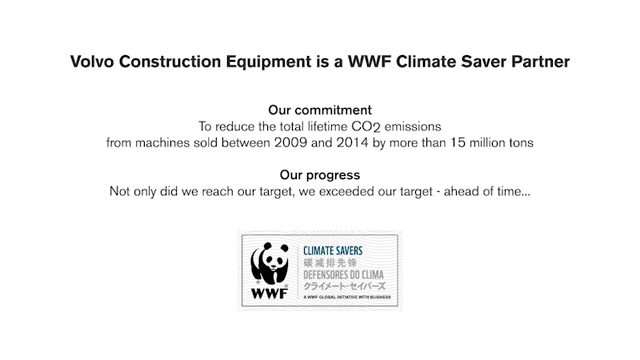 Volvo Construction Equipment is a WWF Climate Saver Partner
Our commitment
To reduce the total lifetime CO2 emissions
from machines sold between 2009 and 2014 by more than 15 million tons
Our progress
Not only did we reach our target, we exceeded our target - ahead of time...
CLIMATE SAVERS
碳减排先锋
DEFENSORES DO CLIMA
クライメート・セイバーズ
WWF
A WWF GLOBAL INITIATIVE WITH BUSINESS